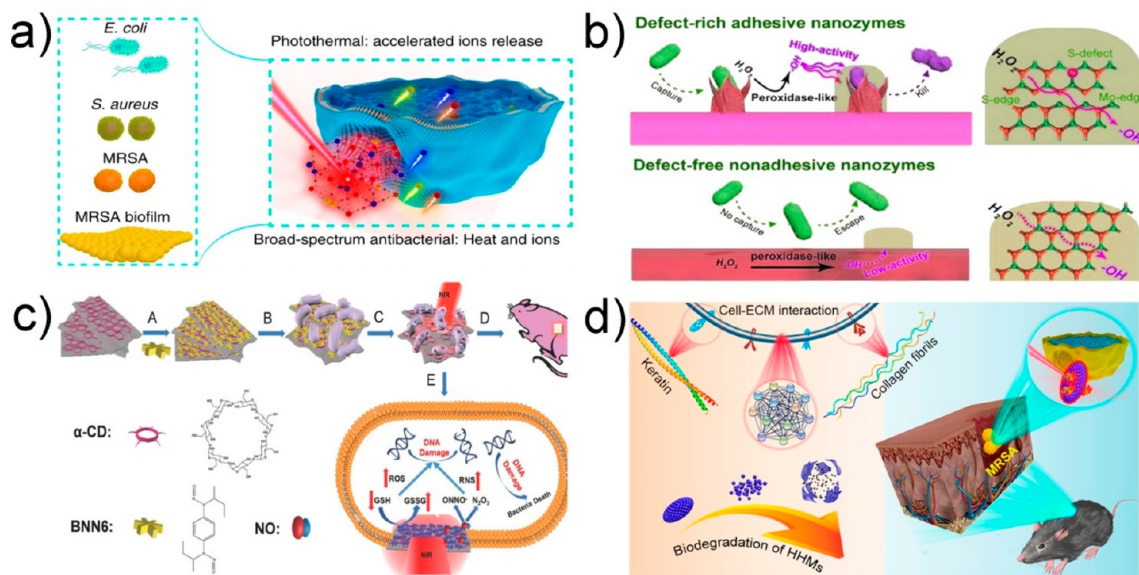 a)
E. coli
S. aureus
MRSA
MRSA biofilm
Photothermal: accelerated ions release
Broad-spectrum antibacterial: Heat and ions
b)
Defect-rich adhesive nanozymes
High-activity
H₂O₂
·OH
Capture
Peroxidase-like
Kill
H₂O₂
S-defect
S-edge
Mo-edge
·OH
Defect-free nonadhesive nanozymes
No capture
Escape
H₂O₂
peroxidase-like
·OH
Low-activity
H₂O₂
·OH
c)
A
B
C
NIR
D
E
α-CD:
BNN6:
NO:
DNA
Damage
DNA
Damage
ROS
RNS
GSH
GSSG
ONNO⁻
N₂O₃
Bacteria Death
NIR
d)
Cell-ECM interaction
Keratin
Collagen fibrils
Biodegradation of HHMs
MRSA